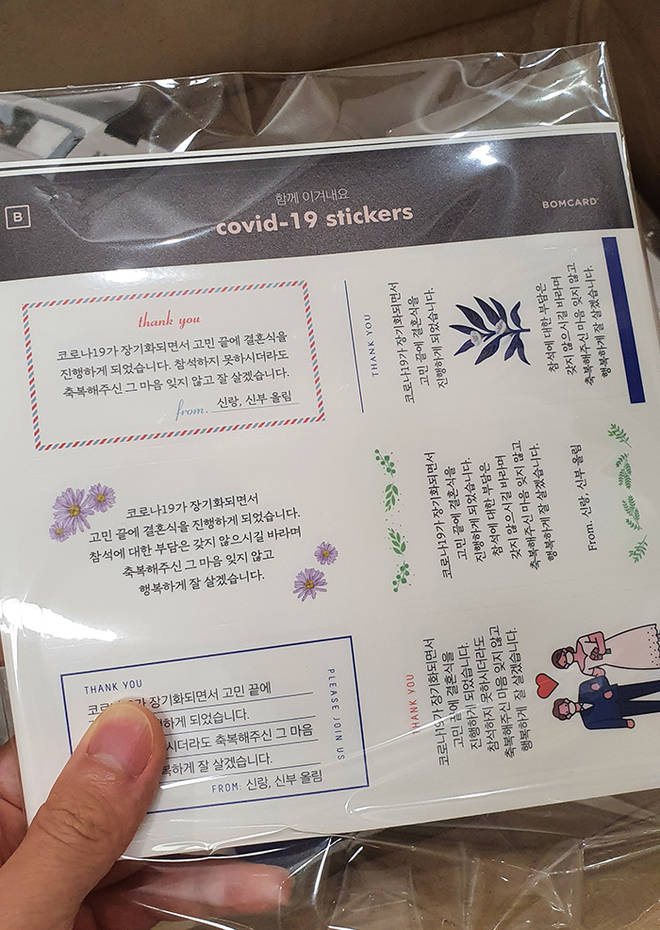 B
함께 이겨내요
covid-19 stickers
BOMCARD
thank you
코로나19가 장기화되면서 고민 끝에 결혼식을
진행하게 되었습니다. 참석하지 못하시더라도
축복해주신 그 마음 잊지 않고 잘 살겠습니다.
from. 신랑, 신부 올림
THANK YOU
코로나19가 장기화되면서
고민 끝에 결혼식을
진행하게 되었습니다.
참석에 대한 부담은
갖지 않으시길 바라며
축복해주신 마음 잊지 않고
행복하게 잘 살겠습니다.
코로나19가 장기화되면서
고민 끝에 결혼식을 진행하게 되었습니다.
참석에 대한 부담은 갖지 않으시길 바라며
축복해주신 그 마음 잊지 않고
행복하게 잘 살겠습니다.
코로나19가 장기화되면서
고민 끝에 결혼식을
진행하게 되었습니다.
참석에 대한 부담은
갖지 않으시길 바라며
축복해주신 마음 잊지 않고
행복하게 잘 살겠습니다.
From. 신랑, 신부 올림
THANK YOU
코로 가 장기화되면서 고민 끝에
하게 되었습니다.
시더라도 축복해주신 그 마음
복하게 잘 살겠습니다.
FROM. 신랑, 신부 올림
PLEASE JOIN US
THANK YOU
코로나19가 장기화되면서
고민 끝에 결혼식을
진행하게 되었습니다.
참석하지 못하시더라도
축복해주신 마음 잊지 않고
행복하게 잘 살겠습니다.